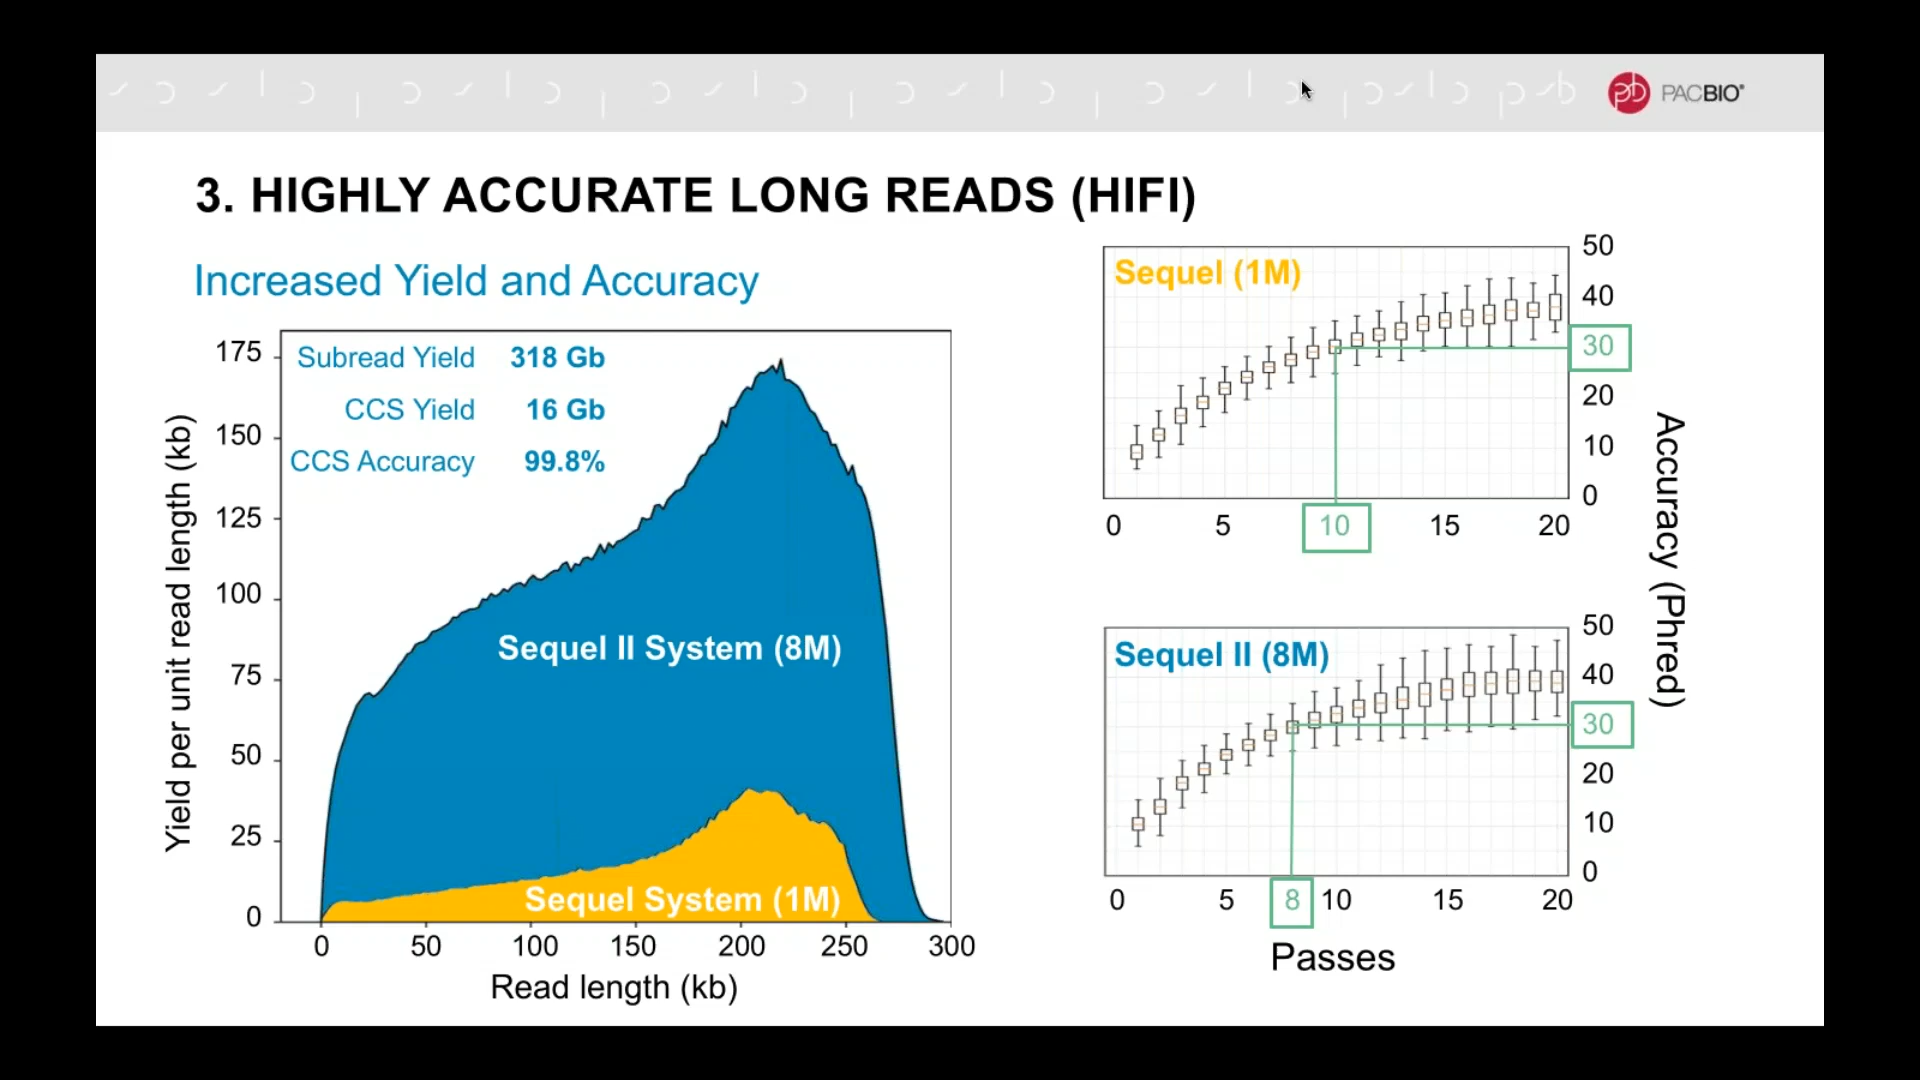 PACBIO®
3. HIGHLY ACCURATE LONG READS (HIFI)
Increased Yield and Accuracy
Subread Yield 318 Gb
CCS Yield 16 Gb
CCS Accuracy 99.8%
Yield per unit read length (kb)
175
150
125
100
75
50
25
0
Sequel II System (8M)
Sequel System (1M)
0 50 100 150 200 250 300
Read length (kb)
Sequel (1M)
50
40
30
20
10
0
0 5 10 15 20
Accuracy (Phred)
Sequel II (8M)
50
40
30
20
10
0
0 5 8 10 15 20
Passes